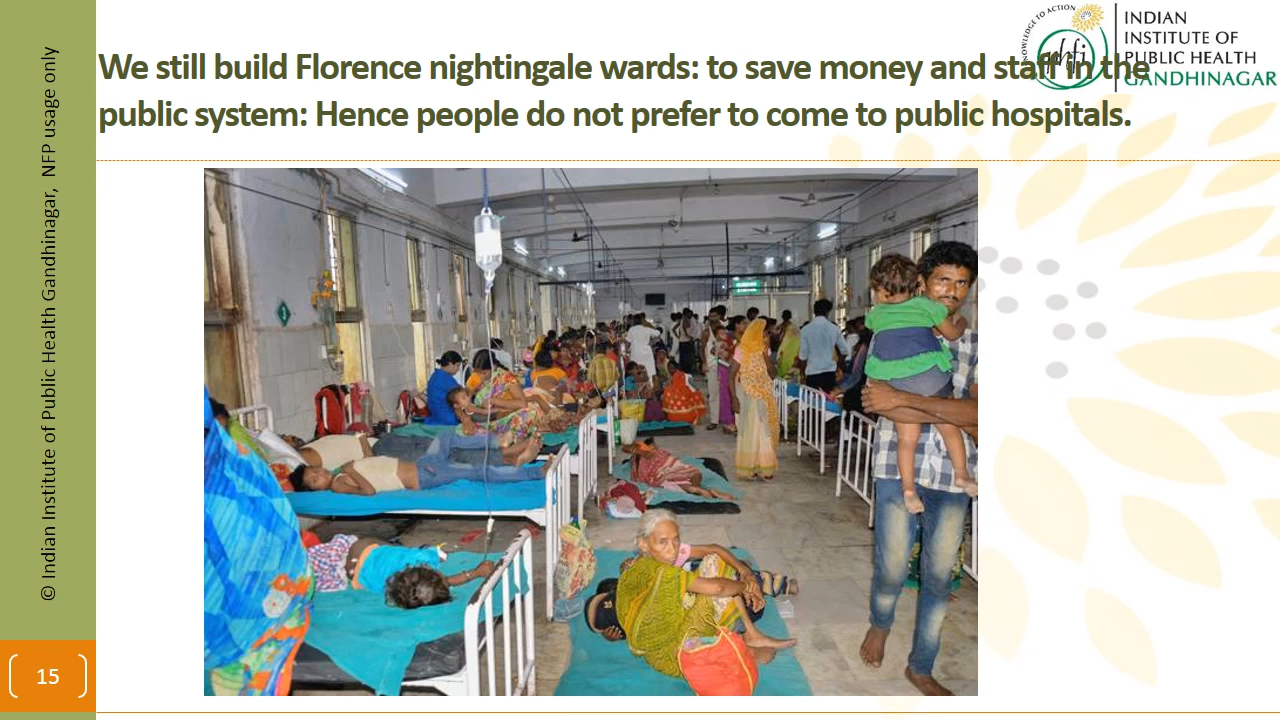 We still build Florence nightingale wards: to save money and staff in the
public system: Hence people do not prefer to come to public hospitals.
KNOWLEDGE TO ACTION
phfi
INDIAN
INSTITUTE OF
PUBLIC HEALTH
GANDHINAGAR
© Indian Institute of Public Health Gandhinagar, NFP usage only
3
15